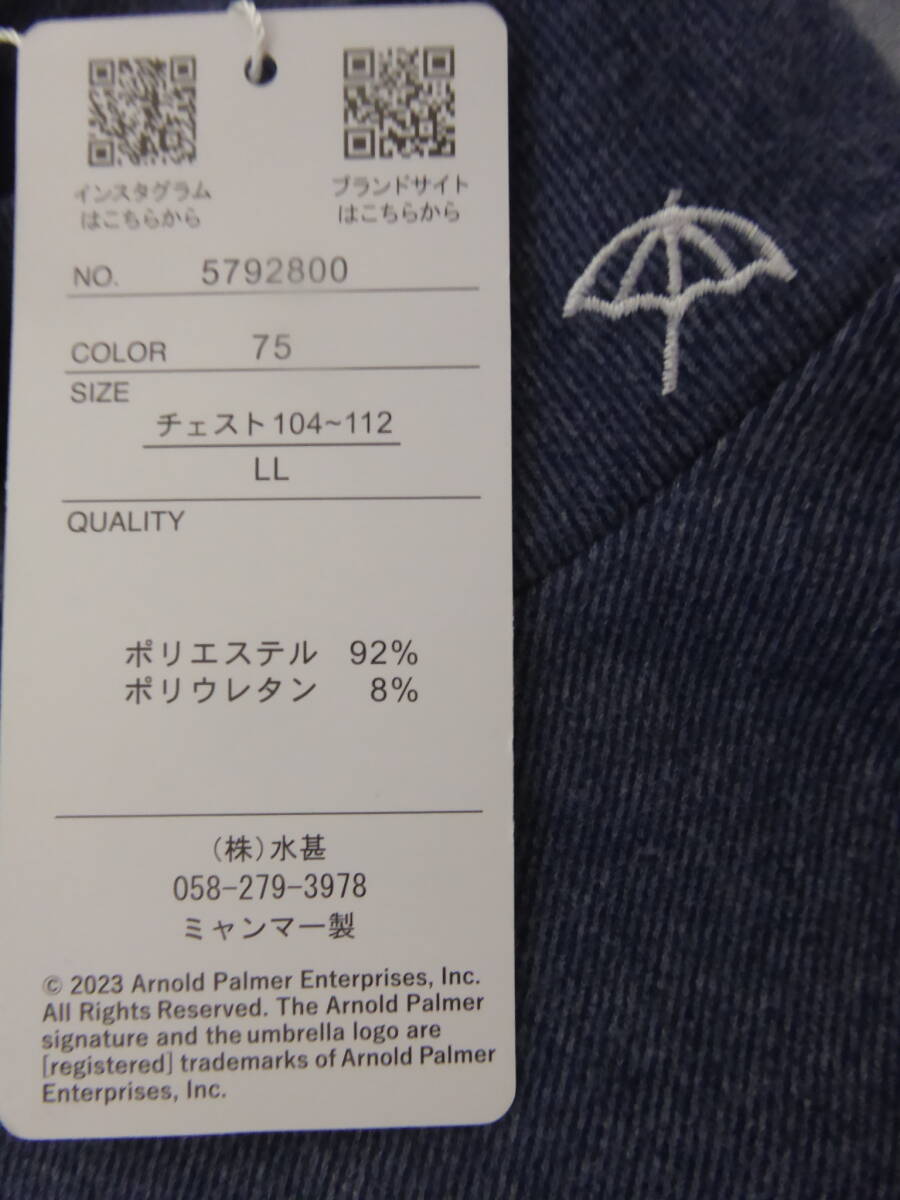 インスタグラム
はこちらから
ブランドサイト
はこちらから
NO. 5792800
COLOR 75
SIZE
チェスト104~112
LL
QUALITY
ポリエステル 92%
ポリウレタン 8%
(株)水甚
058-279-3978
ミャンマー製
© 2023 Arnold Palmer Enterprises, Inc.
All Rights Reserved. The Arnold Palmer
signature and the umbrella logo are
[registered] trademarks of Arnold Palmer
Enterprises, Inc.